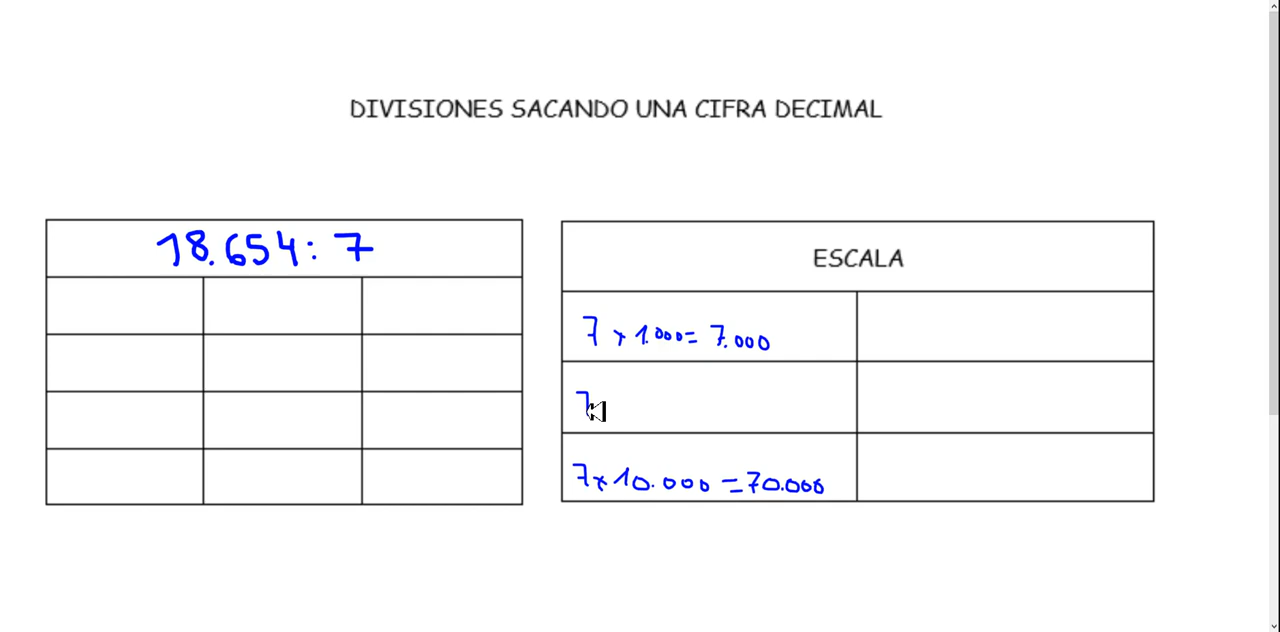 DIVISIONES SACANDO UNA CIFRA DECIMAL
18.654: 7
ESCALA
7 x 1.000= 7.000
7
7x 10.000 =70.000